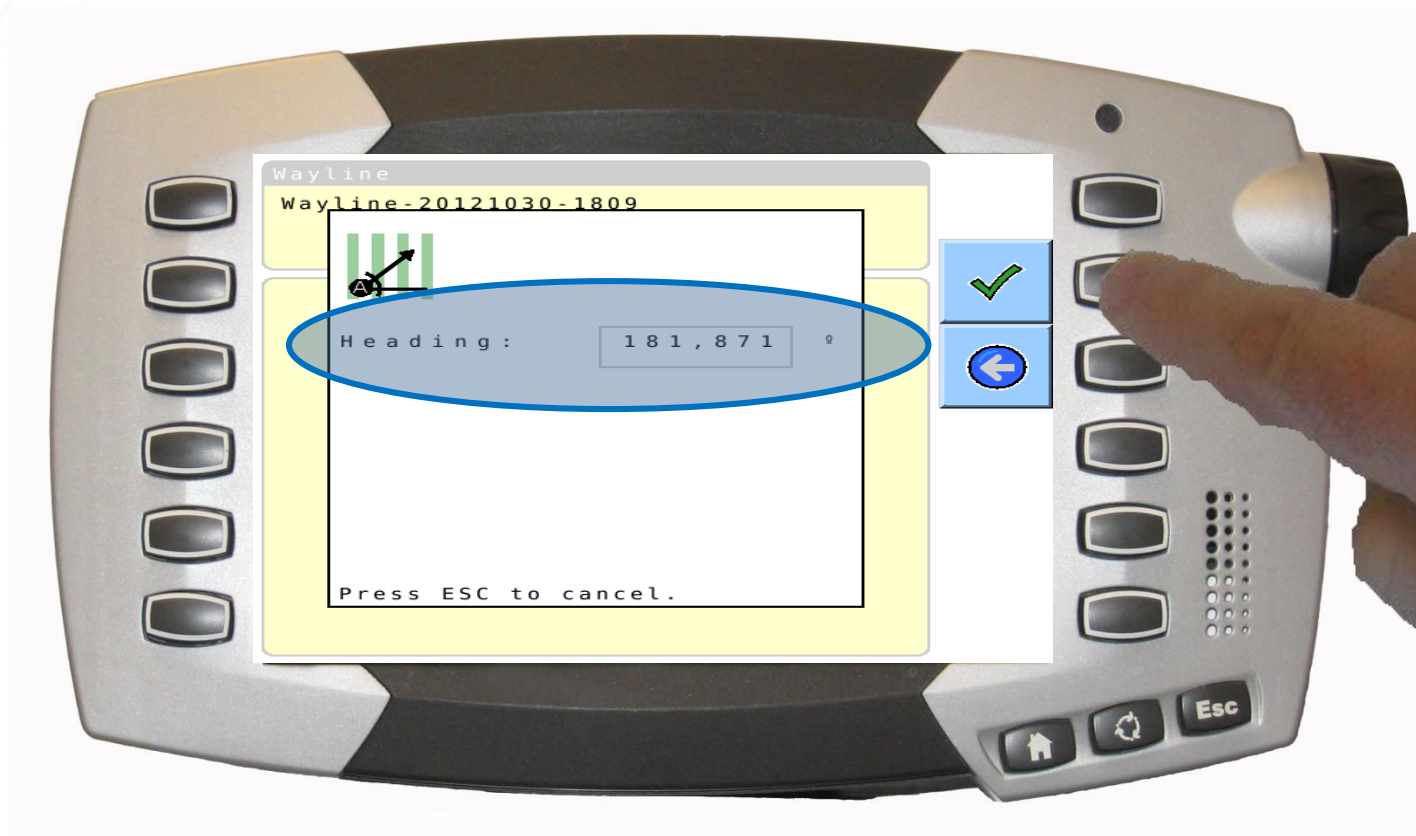 Wayline
Wayline-20121030-1809
A
Heading: 181,871 º
Press ESC to cancel.
Esc